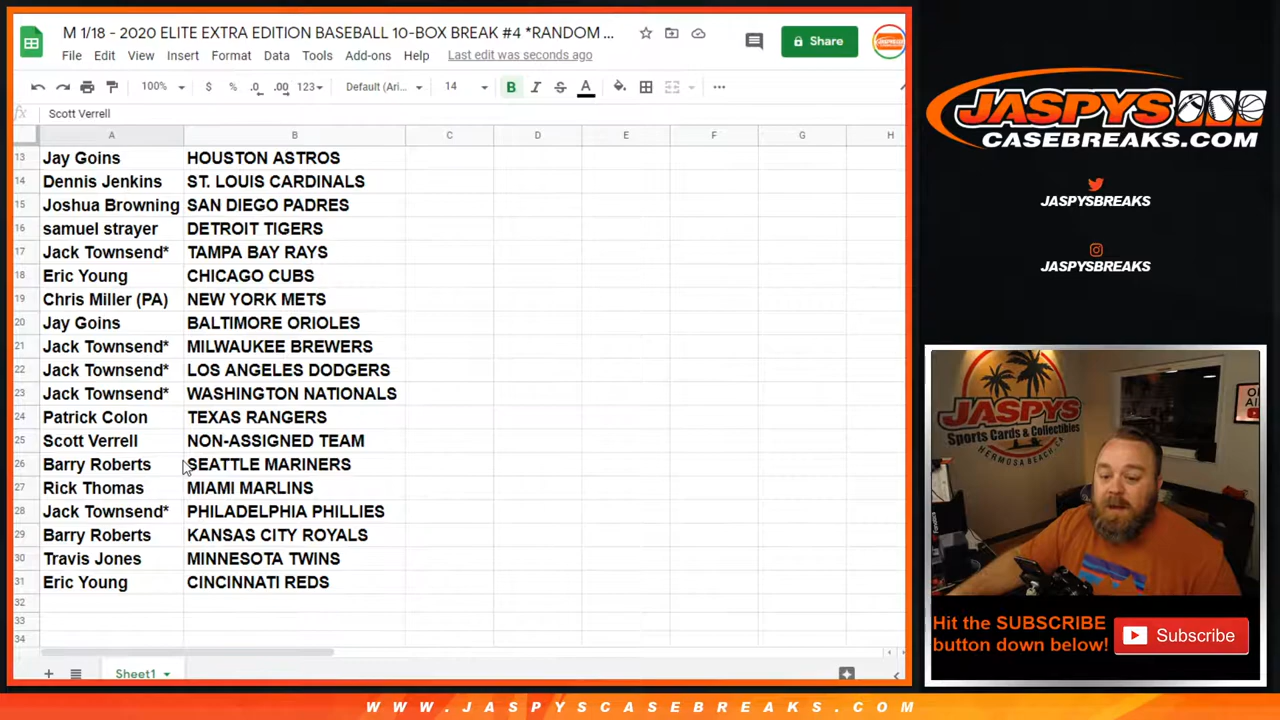 M 1/18 - 2020 ELITE EXTRA EDITION BASEBALL 10-BOX BREAK #4 *RANDOM ...
File Edit View Insert Format Data Tools Add-ons Help Last edit was seconds ago
Share
100% $ % .0 .00 123 Default (Ari... 14 B I S A
fx Scott Verrell
A B C D E F G H
13 Jay Goins HOUSTON ASTROS
14 Dennis Jenkins ST. LOUIS CARDINALS
15 Joshua Browning SAN DIEGO PADRES
16 samuel strayer DETROIT TIGERS
17 Jack Townsend* TAMPA BAY RAYS
18 Eric Young CHICAGO CUBS
19 Chris Miller (PA) NEW YORK METS
20 Jay Goins BALTIMORE ORIOLES
21 Jack Townsend* MILWAUKEE BREWERS
22 Jack Townsend* LOS ANGELES DODGERS
23 Jack Townsend* WASHINGTON NATIONALS
24 Patrick Colon TEXAS RANGERS
25 Scott Verrell NON-ASSIGNED TEAM
26 Barry Roberts SEATTLE MARINERS
27 Rick Thomas MIAMI MARLINS
28 Jack Townsend* PHILADELPHIA PHILLIES
29 Barry Roberts KANSAS CITY ROYALS
30 Travis Jones MINNESOTA TWINS
31 Eric Young CINCINNATI REDS
32
33
34
Sheet1
JASPYS
CASEBREAKS.COM
JASPYSBREAKS
JASPYSBREAKS
JASPYS
Sports Cards & Collectibles
HERMOSA BEACH, CA
Hit the SUBSCRIBE
button down below!
Subscribe
WWW.JASPYSCASEBREAKS.COM